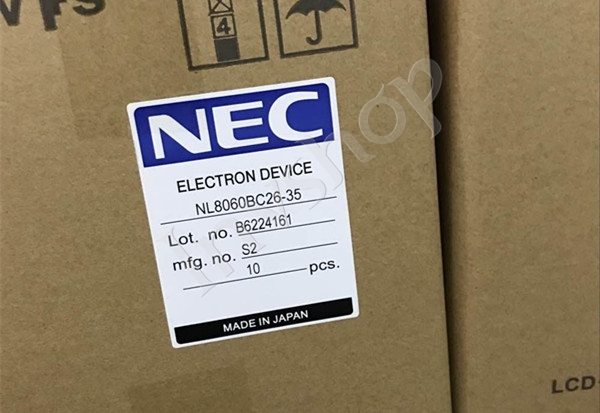 4
NEC
ELECTRON DEVICE
NL8060BC26-35
Lot. no. B6224161
mfg. no. S2
10 pcs.
MADE IN JAPAN
LCD-